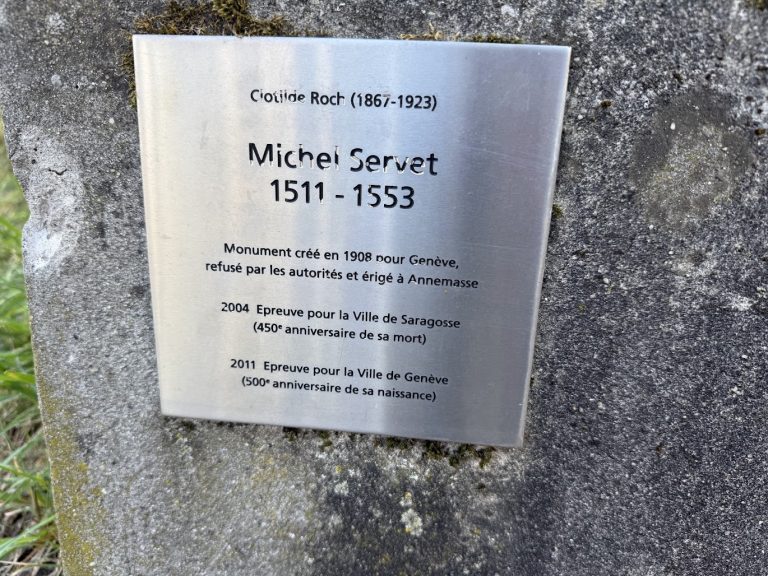 Clotilde Roch (1867-1923)
Michel Servet
1511 - 1553
Monument créé en 1908 pour Genève,
refusé par les autorités et érigé à Annemasse
2004 Epreuve pour la Ville de Saragosse
(450e anniversaire de sa mort)
2011 Epreuve pour la Ville de Genève
(500e anniversaire de sa naissance)